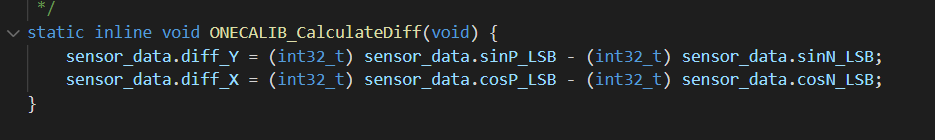 */
static inline void ONECALIB_CalculateDiff(void) {
sensor_data.diff_Y = (int32_t) sensor_data.sinP_LSB - (int32_t) sensor_data.sinN_LSB;
sensor_data.diff_X = (int32_t) sensor_data.cosP_LSB - (int32_t) sensor_data.cosN_LSB;
}